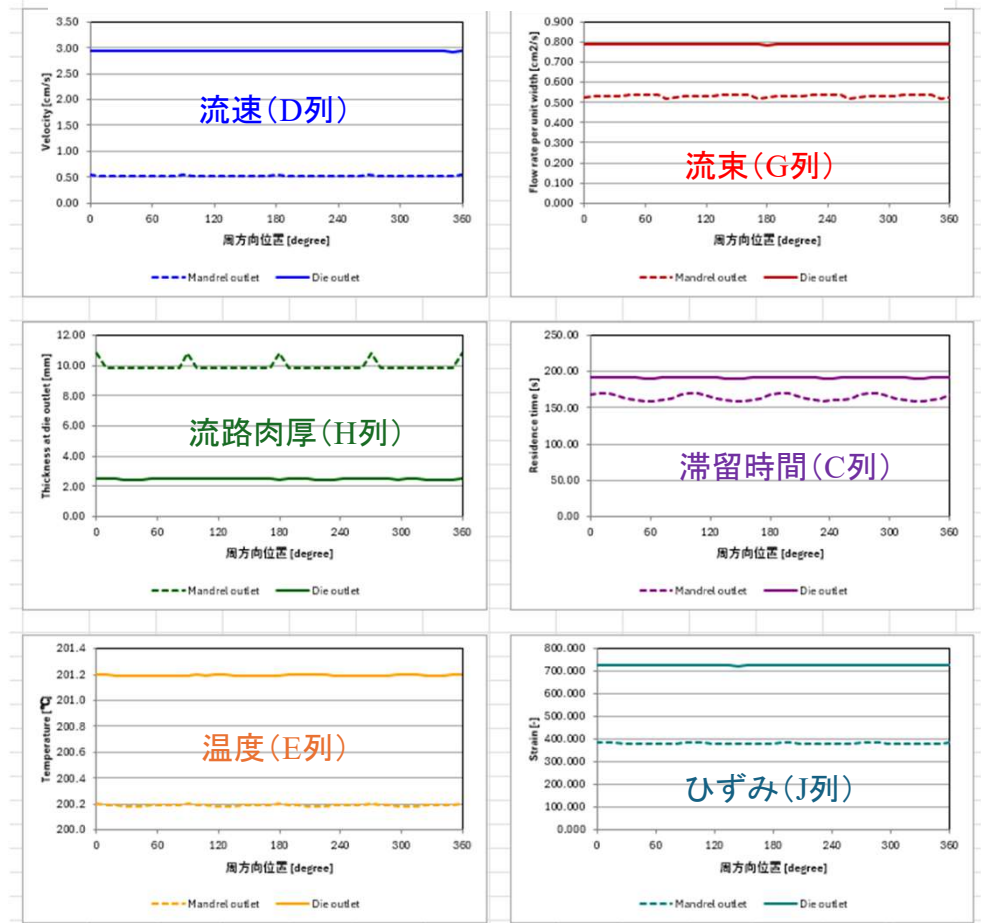 3.50
3.00
2.50
2.00
1.50
1.00
0.50
0.00
Velocity [cm/s]
流速(D列)
0 60 120 180 240 300 360
周方向位置 [degree]
Mandrel outlet Die outlet
0.900
0.800
0.700
0.600
0.500
0.400
0.300
0.200
0.100
0.000
Flow rate per unit width [cm2/s]
流束(G列)
0 60 120 180 240 300 360
周方向位置 [degree]
Mandrel outlet Die outlet
12.00
10.00
8.00
6.00
4.00
2.00
0.00
Thickness at die outlet [mm]
流路肉厚(H列)
0 60 120 180 240 300 360
周方向位置 [degree]
Mandrel outlet Die outlet
250.00
200.00
150.00
100.00
50.00
0.00
Residence time [s]
滞留時間(C列)
0 60 120 180 240 300 360
周方向位置 [degree]
Mandrel outlet Die outlet
201.4
201.2
201.0
200.8
200.6
200.4
200.2
200.0
Temperature [℃
温度(E列)
0 60 120 180 240 300 360
周方向位置 [degree]
Mandrel outlet Die outlet
800.000
700.000
600.000
500.000
400.000
300.000
200.000
100.000
0.000
Strain [-]
ひずみ(J列)
0 60 120 180 240 300 360
周方向位置 [degree]
Mandrel outlet Die outlet